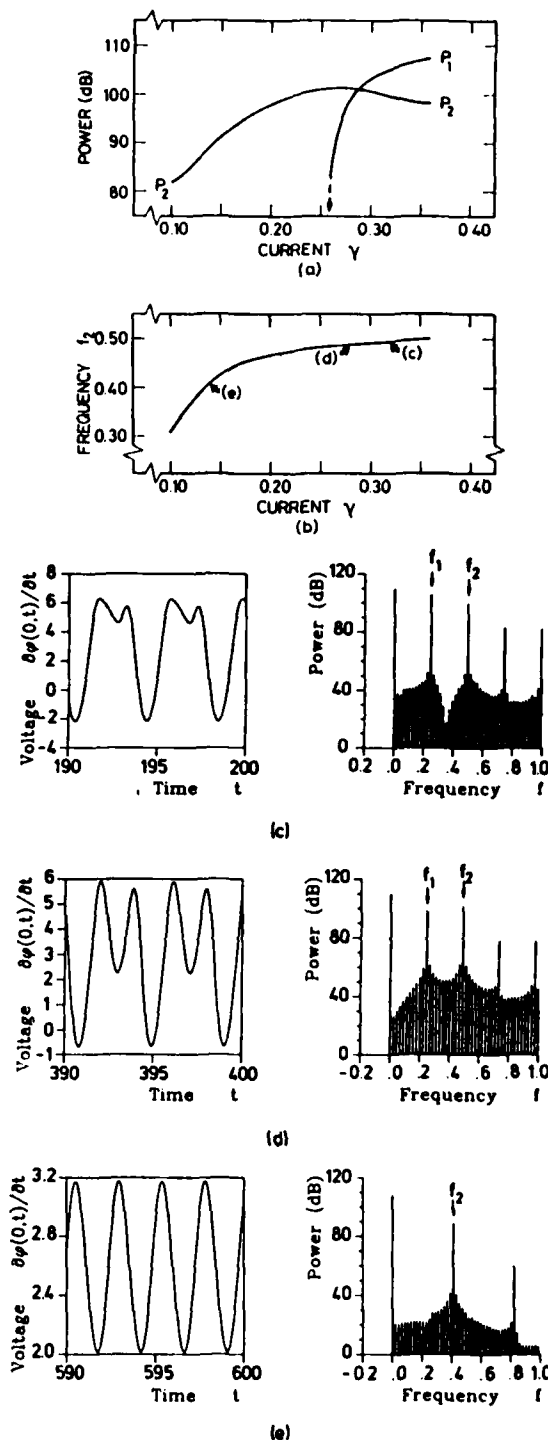 POWER (dB)
110
100
90
80
P₁
P₂
P₂
0.10 0.20 0.30 0.40
CURRENT γ
(a)
FREQUENCY f₂
0.50
0.40
0.30
(d) (c)
(e)
0.10 0.20 0.30 0.40
CURRENT γ
(b)
Voltage ∂φ(0,t)/∂t
8
6
4
2
0
-2
-4
190 195 200
Time t
Power (dB)
120
80
40
0
f₁ f₂
0.2 .0 .2 .4 .6 .8 1.0
Frequency f
(c)
Voltage ∂φ(0,t)/∂t
6
5
4
3
2
1
0
-1
390 395 400
Time t
Power (dB)
120
80
40
0
f₁ f₂
-0.2 .0 .2 .4 .6 .8 1.0
Frequency f
(d)
Voltage ∂φ(0,t)/∂t
3.2
2.8
2.4
2.0
590 595 600
Time t
Power (dB)
120
80
40
0
f₂
-0.2 .0 .2 .4 .6 .8 1.0
Frequency f
(e)